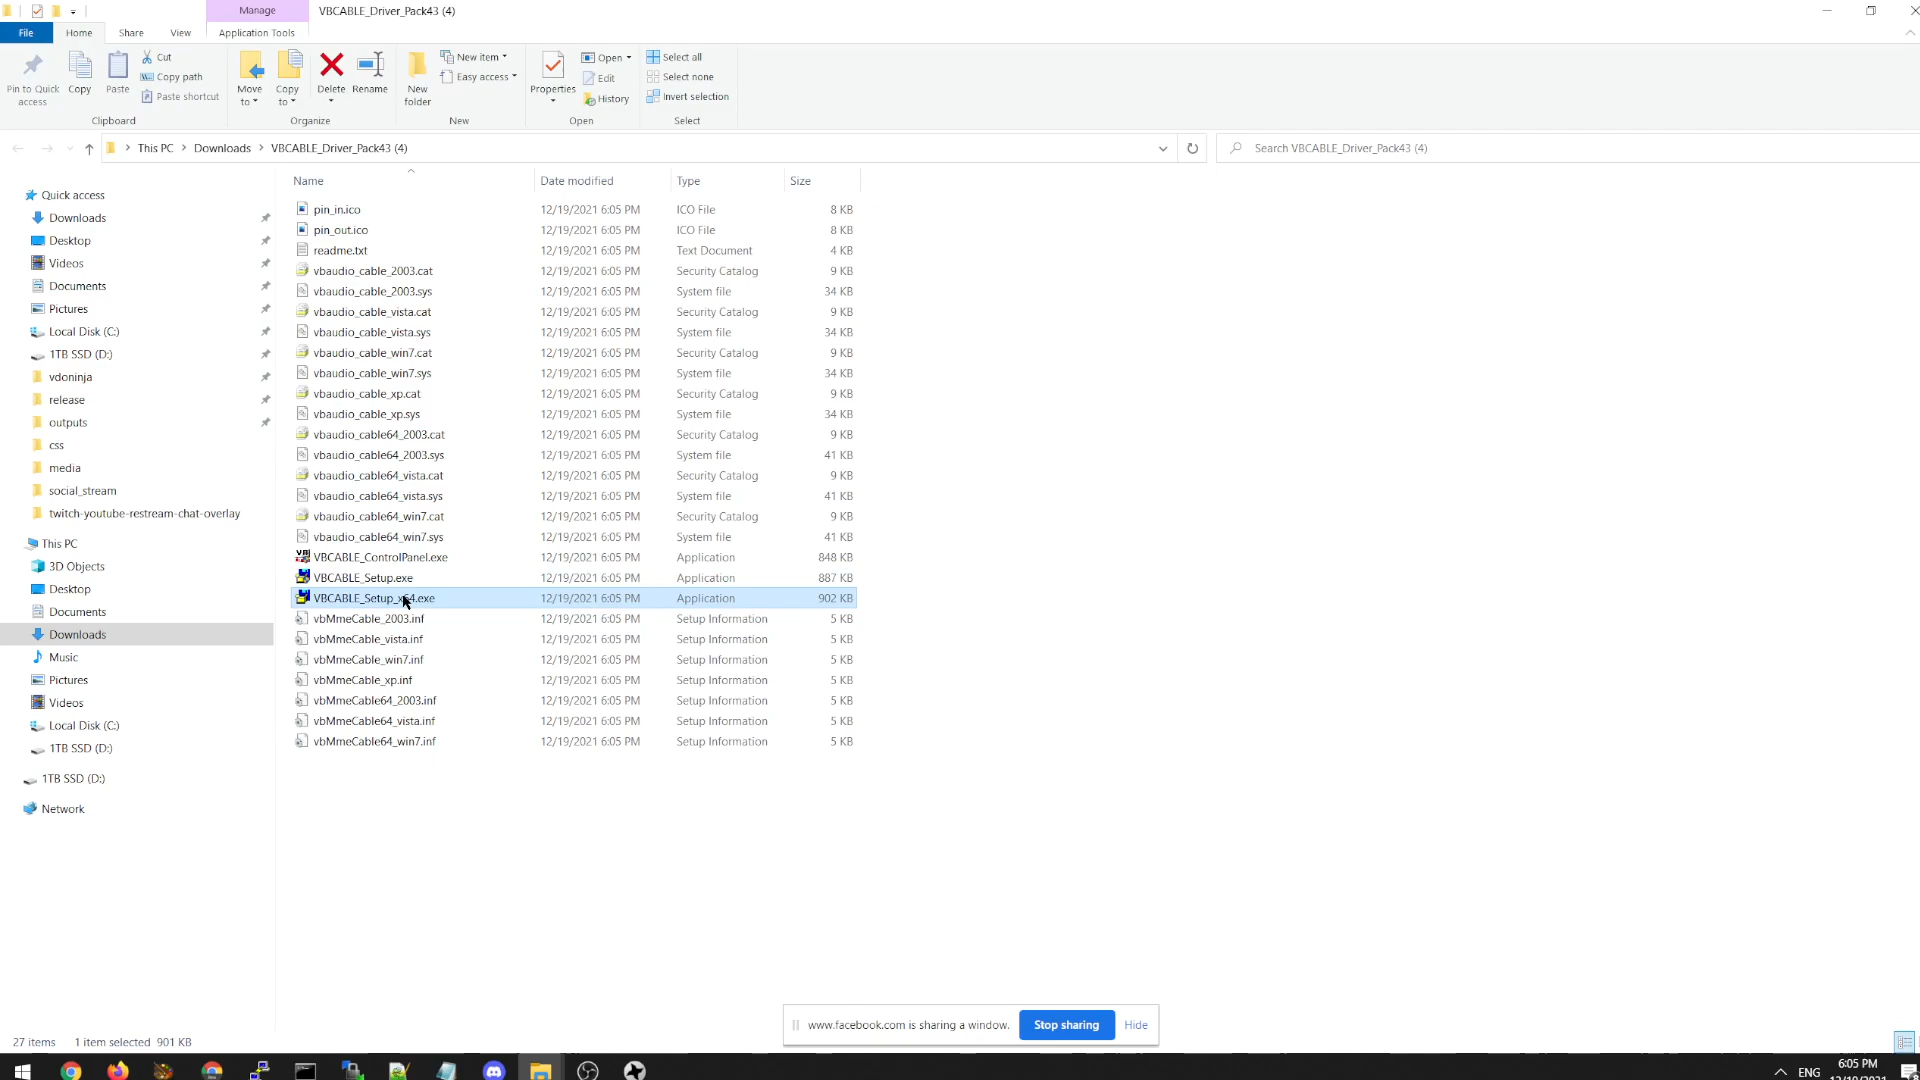 Manage
VBCABLE_Driver_Pack43 (4)
File
Home
Share
View
Application Tools
Pin to Quick access
Copy
Paste
Cut
Copy path
Paste shortcut
Clipboard
Move to
Copy to
Delete
Rename
Organize
New folder
New item
Easy access
New
Properties
Open
Edit
History
Open
Select all
Select none
Invert selection
Select
This PC > Downloads > VBCABLE_Driver_Pack43 (4)
Search VBCABLE_Driver_Pack43 (4)
Quick access
Downloads
Desktop
Videos
Documents
Pictures
Local Disk (C:)
1TB SSD (D:)
vdoninja
release
outputs
css
media
social_stream
twitch-youtube-restream-chat-overlay
This PC
3D Objects
Desktop
Documents
Downloads
Music
Pictures
Videos
Local Disk (C:)
1TB SSD (D:)
1TB SSD (D:)
Network
Name Date modified Type Size
pin_in.ico 12/19/2021 6:05 PM ICO File 8 KB
pin_out.ico 12/19/2021 6:05 PM ICO File 8 KB
readme.txt 12/19/2021 6:05 PM Text Document 4 KB
vbaudio_cable_2003.cat 12/19/2021 6:05 PM Security Catalog 9 KB
vbaudio_cable_2003.sys 12/19/2021 6:05 PM System file 34 KB
vbaudio_cable_vista.cat 12/19/2021 6:05 PM Security Catalog 9 KB
vbaudio_cable_vista.sys 12/19/2021 6:05 PM System file 34 KB
vbaudio_cable_win7.cat 12/19/2021 6:05 PM Security Catalog 9 KB
vbaudio_cable_win7.sys 12/19/2021 6:05 PM System file 34 KB
vbaudio_cable_xp.cat 12/19/2021 6:05 PM Security Catalog 9 KB
vbaudio_cable_xp.sys 12/19/2021 6:05 PM System file 34 KB
vbaudio_cable64_2003.cat 12/19/2021 6:05 PM Security Catalog 9 KB
vbaudio_cable64_2003.sys 12/19/2021 6:05 PM System file 41 KB
vbaudio_cable64_vista.cat 12/19/2021 6:05 PM Security Catalog 9 KB
vbaudio_cable64_vista.sys 12/19/2021 6:05 PM System file 41 KB
vbaudio_cable64_win7.cat 12/19/2021 6:05 PM Security Catalog 9 KB
vbaudio_cable64_win7.sys 12/19/2021 6:05 PM System file 41 KB
VBCABLE_ControlPanel.exe 12/19/2021 6:05 PM Application 848 KB
VBCABLE_Setup.exe 12/19/2021 6:05 PM Application 887 KB
VBCABLE_Setup_x64.exe 12/19/2021 6:05 PM Application 902 KB
vbMmeCable_2003.inf 12/19/2021 6:05 PM Setup Information 5 KB
vbMmeCable_vista.inf 12/19/2021 6:05 PM Setup Information 5 KB
vbMmeCable_win7.inf 12/19/2021 6:05 PM Setup Information 5 KB
vbMmeCable_xp.inf 12/19/2021 6:05 PM Setup Information 5 KB
vbMmeCable64_2003.inf 12/19/2021 6:05 PM Setup Information 5 KB
vbMmeCable64_vista.inf 12/19/2021 6:05 PM Setup Information 5 KB
vbMmeCable64_win7.inf 12/19/2021 6:05 PM Setup Information 5 KB
www.facebook.com is sharing a window. Stop sharing Hide
27 items 1 item selected 901 KB
ENG
6:05 PM